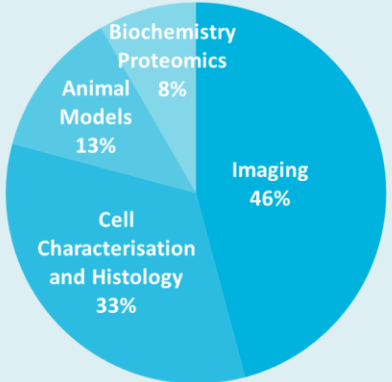 Biochemistry
Proteomics
8%
Animal
Models
13%
Imaging
46%
Cell
Characterisation
and Histology
33%